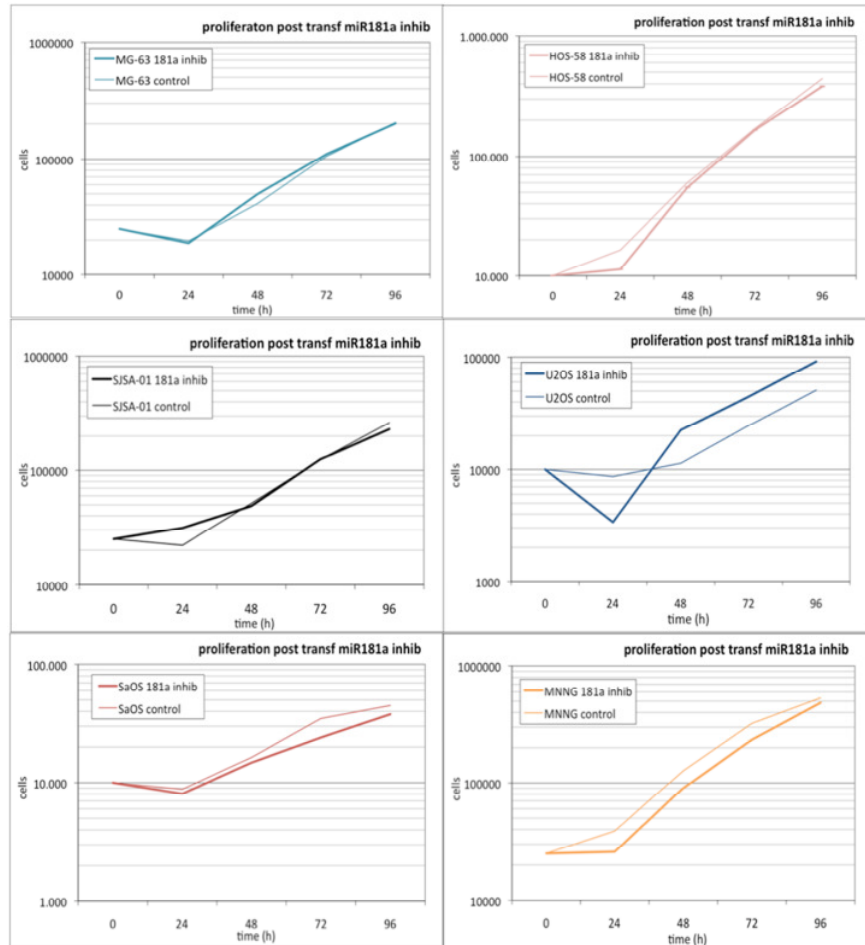 proliferaton post transf miR181a inhib
1000000
MG-63 181a inhib
MG-63 control
cells
100000
10000
0 24 48 72 96
time (h)
proliferation post transf miR181a inhib
1.000.000
HOS-58 181a inhib
HOS-58 control
cells
100.000
10.000
0 24 48 72 96
time (h)
proliferation post transf miR181a inhib
1000000
SJSA-01 181a inhib
SJSA-01 control
cells
100000
10000
0 24 48 72 96
time (h)
proliferation post transf miR181a inhib
100000
U2OS 181a inhib
U2OS control
cells
10000
1000
0 24 48 72 96
time (h)
proliferation post transf miR181a inhib
100.000
SaOS 181a inhib
SaOS control
cells
10.000
1.000
0 24 48 72 96
time (h)
proliferation post transf miR181a inhib
1000000
MNNG 181a inhib
MNNG control
cells
100000
10000
0 24 48 72 96
time (h)